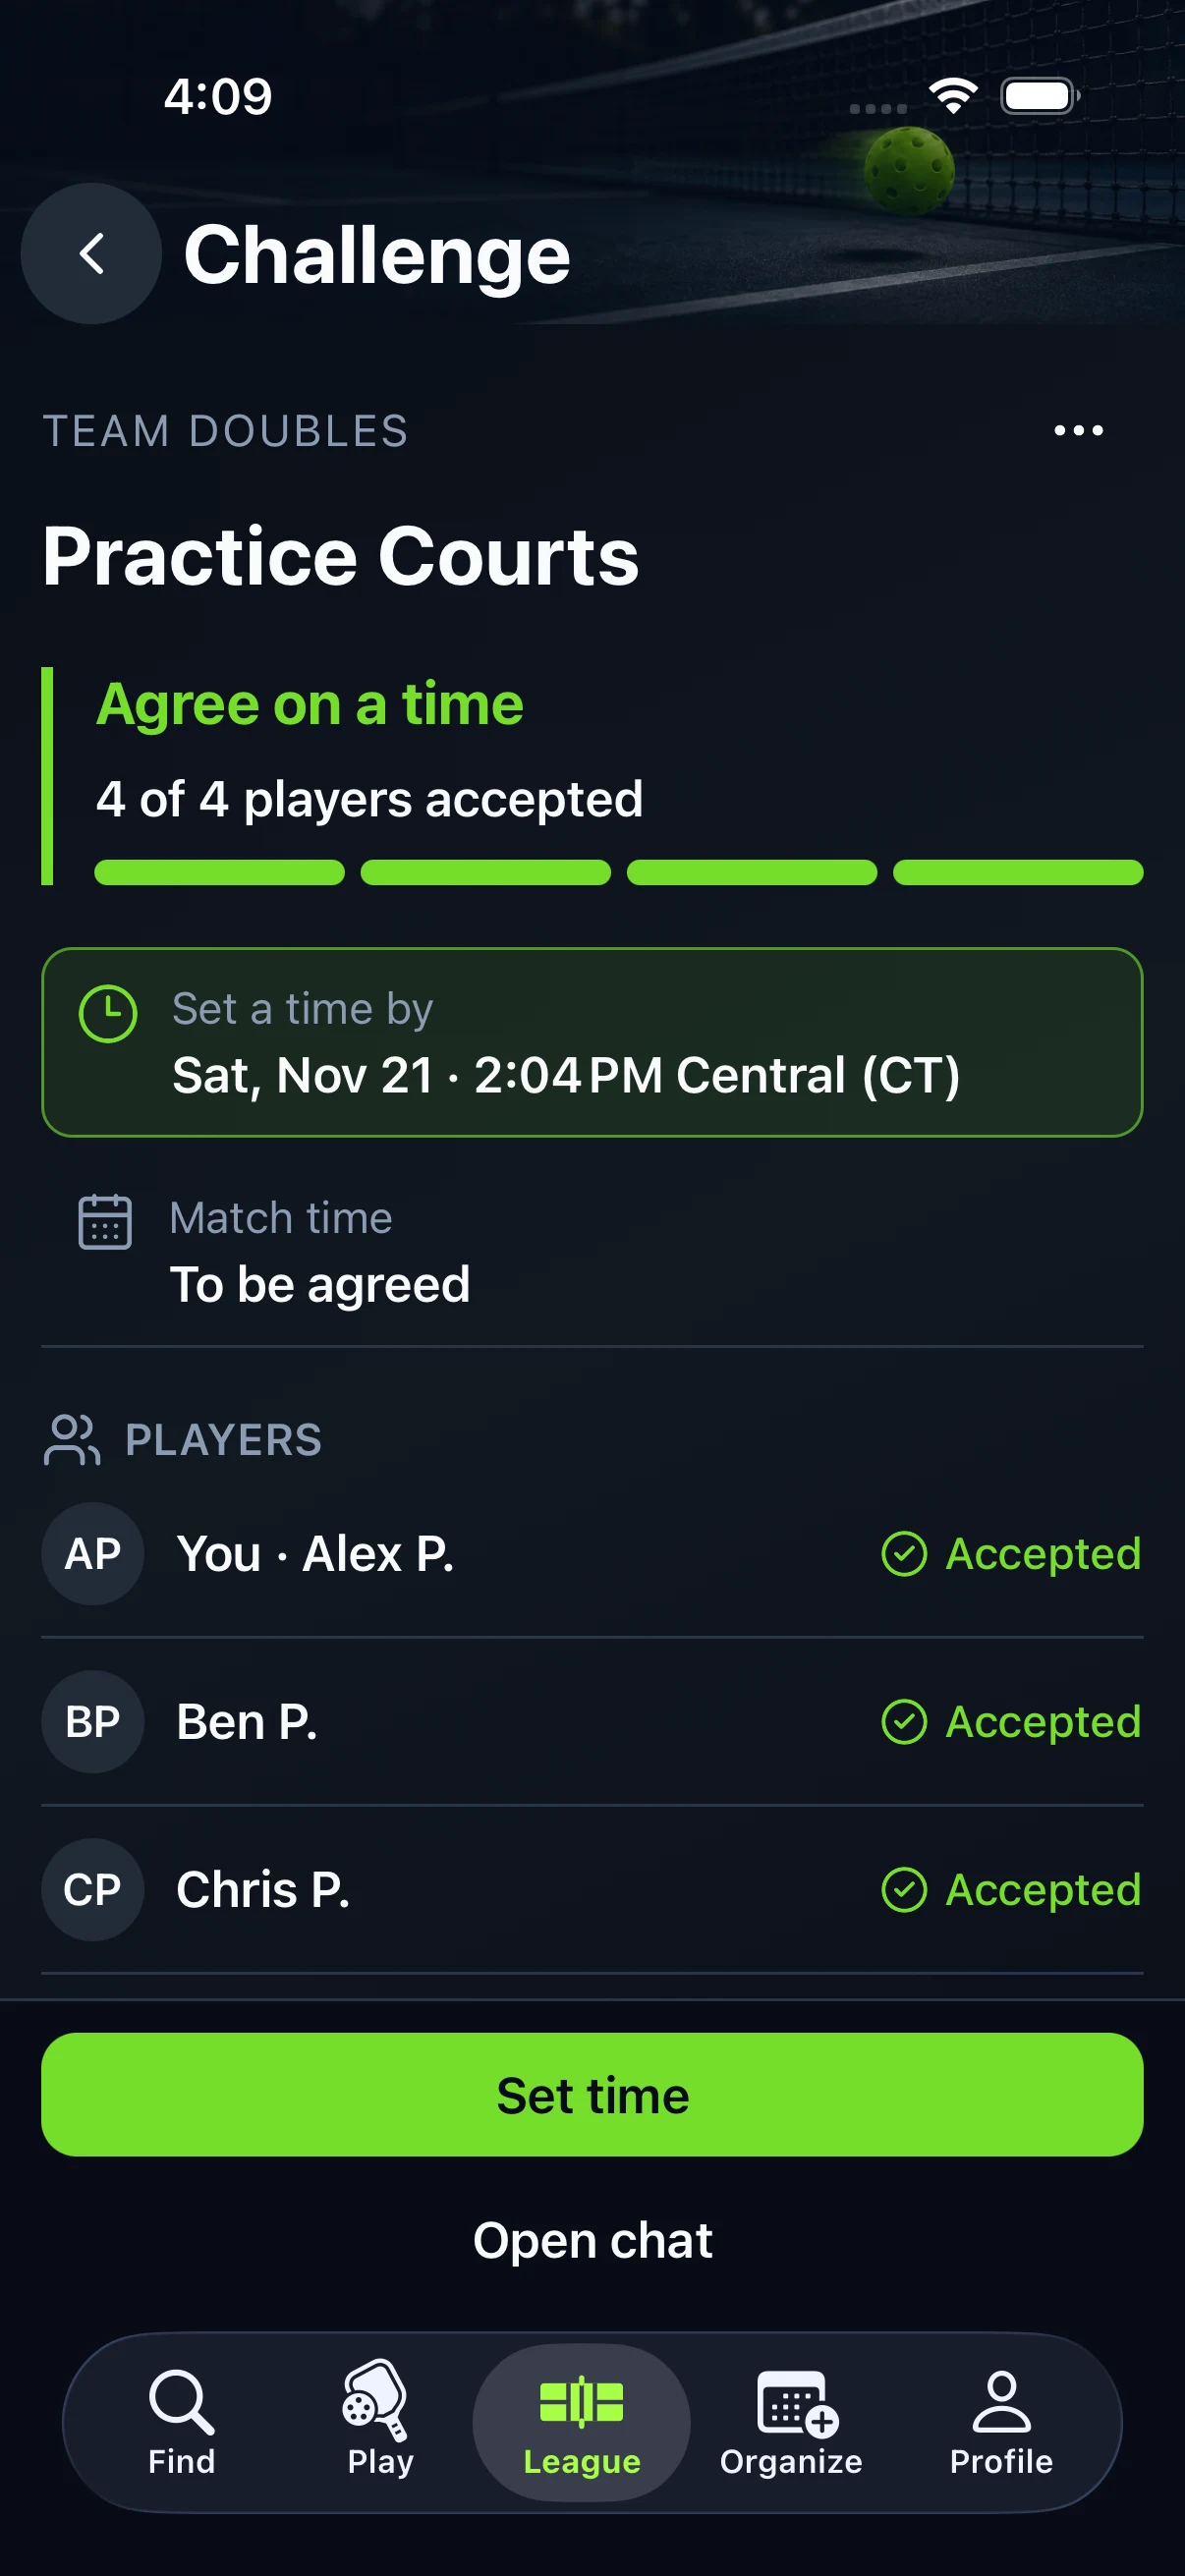 4:09
Challenge
TEAM DOUBLES
Practice Courts
Agree on a time
4 of 4 players accepted
Set a time by
Sat, Nov 21 · 2:04 PM Central (CT)
Match time
To be agreed
PLAYERS
AP You · Alex P. Accepted
BP Ben P. Accepted
CP Chris P. Accepted
Set time
Open chat
Find Play League Organize Profile